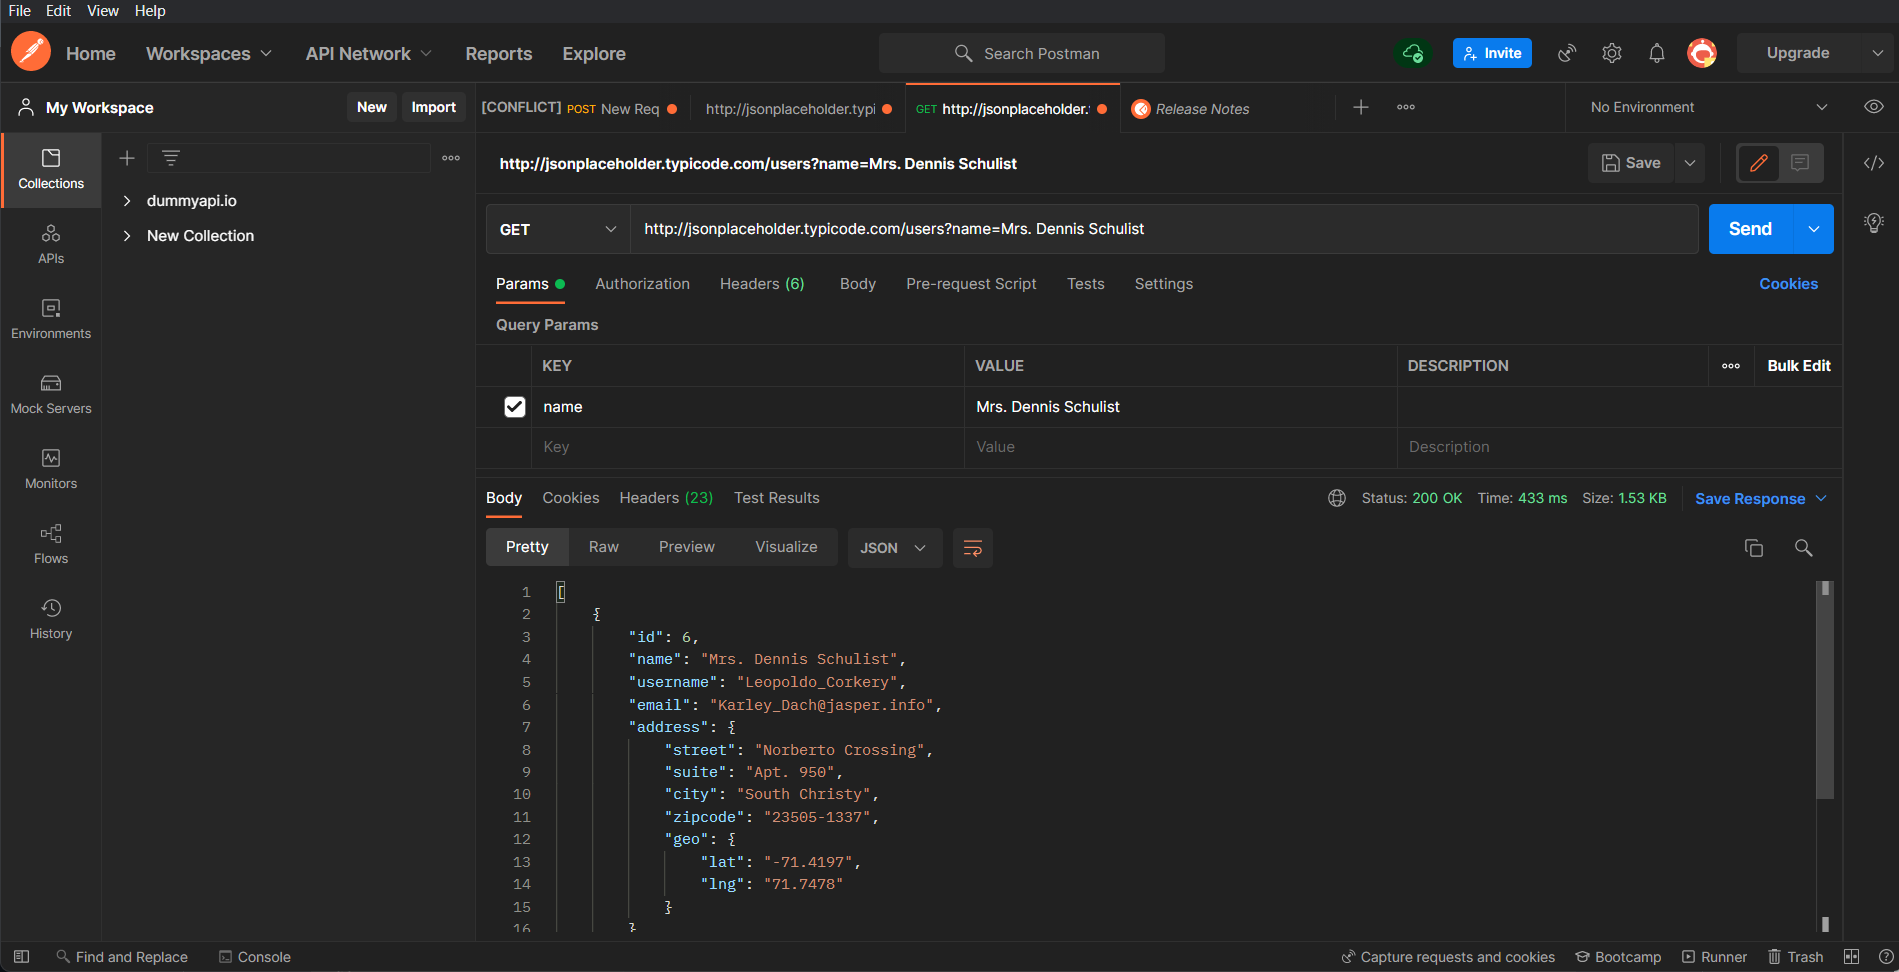 File Edit View Help
Home Workspaces API Network Reports Explore Search Postman Invite Upgrade
My Workspace New Import [CONFLICT] POST New Req http://jsonplaceholder.typi GET http://jsonplaceholder. Release Notes No Environment
http://jsonplaceholder.typicode.com/users?name=Mrs. Dennis Schulist Save
Collections
dummyapi.io
New Collection
APIs
Environments
Mock Servers
Monitors
Flows
History
GET http://jsonplaceholder.typicode.com/users?name=Mrs. Dennis Schulist Send
Params Authorization Headers (6) Body Pre-request Script Tests Settings Cookies
Query Params
KEY VALUE DESCRIPTION Bulk Edit
name Mrs. Dennis Schulist
Key Value Description
Body Cookies Headers (23) Test Results Status: 200 OK Time: 433 ms Size: 1.53 KB Save Response
Pretty Raw Preview Visualize JSON
1 [
2 {
3 "id": 6,
4 "name": "Mrs. Dennis Schulist",
5 "username": "Leopoldo_Corkery",
6 "email": "Karley_Dach@jasper.info",
7 "address": {
8 "street": "Norberto Crossing",
9 "suite": "Apt. 950",
10 "city": "South Christy",
11 "zipcode": "23505-1337",
12 "geo": {
13 "lat": "-71.4197",
14 "lng": "71.7478"
15 }
16 }
Find and Replace Console Capture requests and cookies Bootcamp Runner Trash